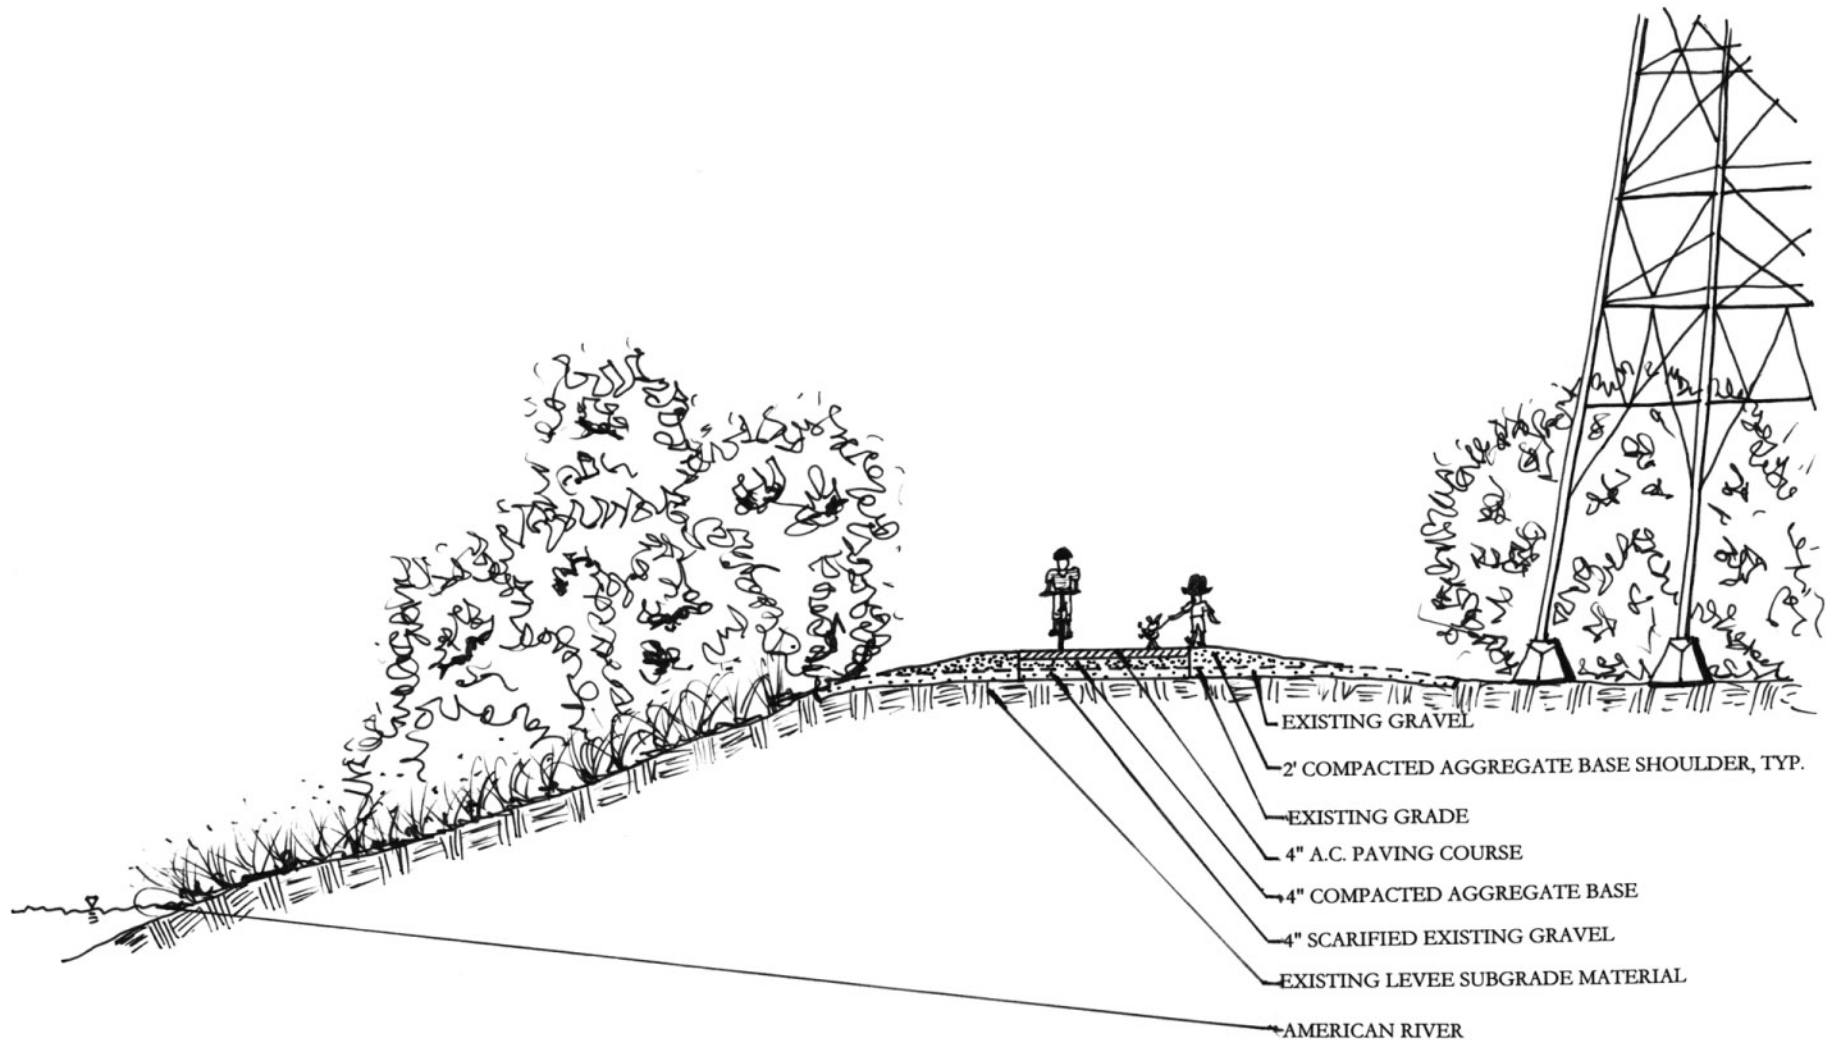 EXISTING GRAVEL
2' COMPACTED AGGREGATE BASE SHOULDER, TYP.
EXISTING GRADE
4" A.C. PAVING COURSE
4" COMPACTED AGGREGATE BASE
4" SCARIFIED EXISTING GRAVEL
EXISTING LEVEE SUBGRADE MATERIAL
AMERICAN RIVER